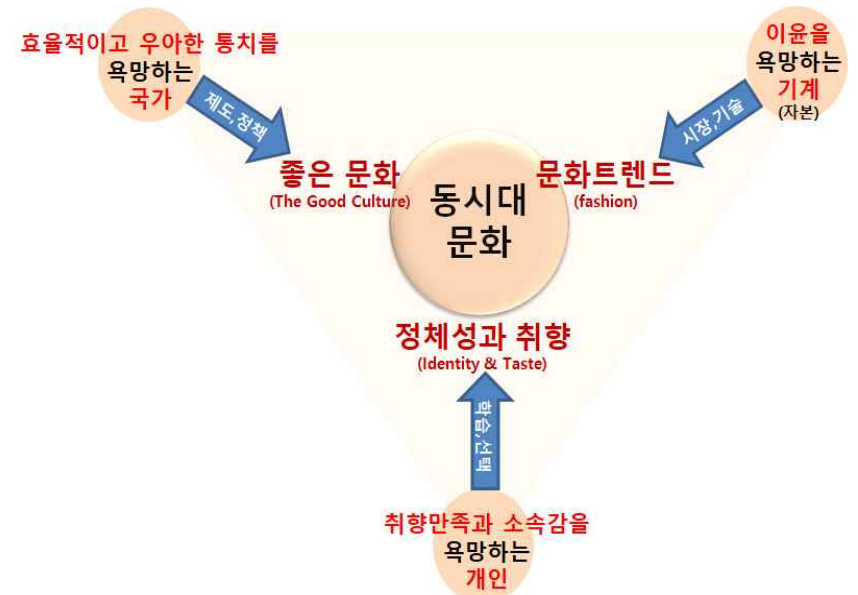 효율적이고 우아한 통치를
욕망하는
국가
이윤을
욕망하는
기계
(자본)
제도,정책
시장,기술
좋은 문화
(The Good Culture)
동시대
문화
문화트렌드
(fashion)
정체성과 취향
(Identity & Taste)
학습,선택
취향만족과 소속감을
욕망하는
개인